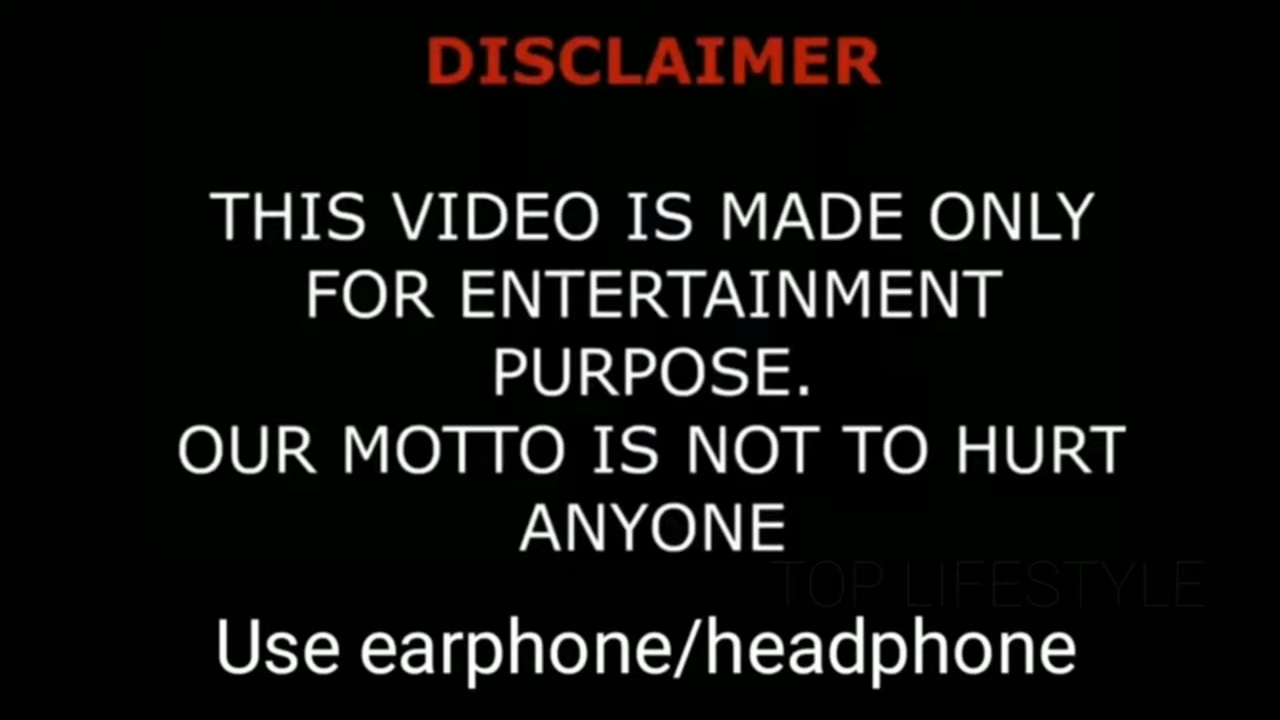 DISCLAIMER
THIS VIDEO IS MADE ONLY
FOR ENTERTAINMENT
PURPOSE.
OUR MOTTO IS NOT TO HURT
ANYONE
TOP LIFESTYLE
Use earphone/headphone